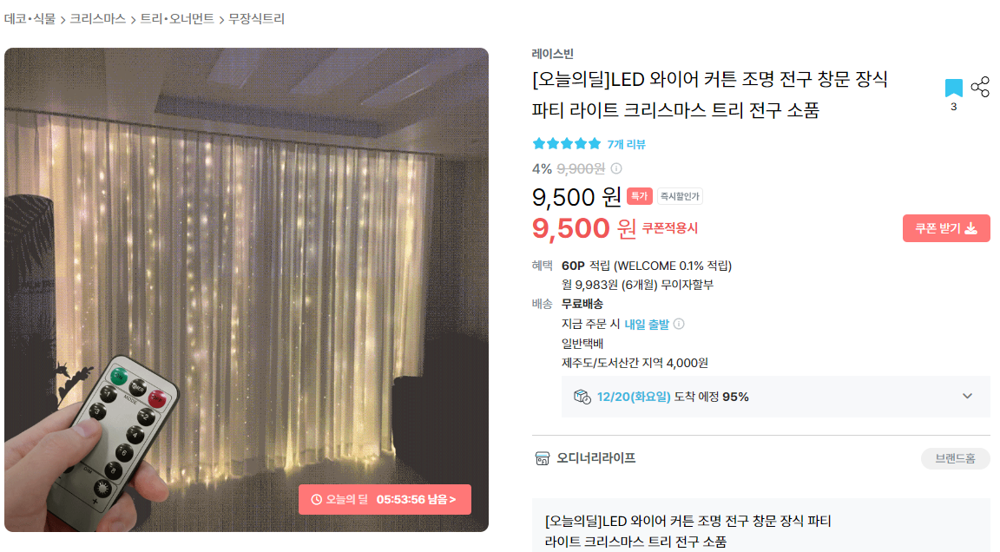 데코•식물 > 크리스마스 > 트리•오너먼트 > 무장식트리
레이스빈
[오늘의딜]LED 와이어 커튼 조명 전구 창문 장식
파티 라이트 크리스마스 트리 전구 소품
3
7개 리뷰
4% 9,900원
9,500 원 특가 즉시할인가
9,500 원 쿠폰적용시
쿠폰 받기
혜택 60P 적립 (WELCOME 0.1% 적립)
월 9,983원 (6개월) 무이자할부
배송 무료배송
지금 주문 시 내일 출발
일반택배
제주도/도서산간 지역 4,000원
12/20(화요일) 도착 예정 95%
오디너리라이프
브랜드홈
[오늘의딜]LED 와이어 커튼 조명 전구 창문 장식 파티
라이트 크리스마스 트리 전구 소품
TIMER
MODE
1
2
3
4
6
8
DIM
+
오늘의 딜 05:53:56 남음 >